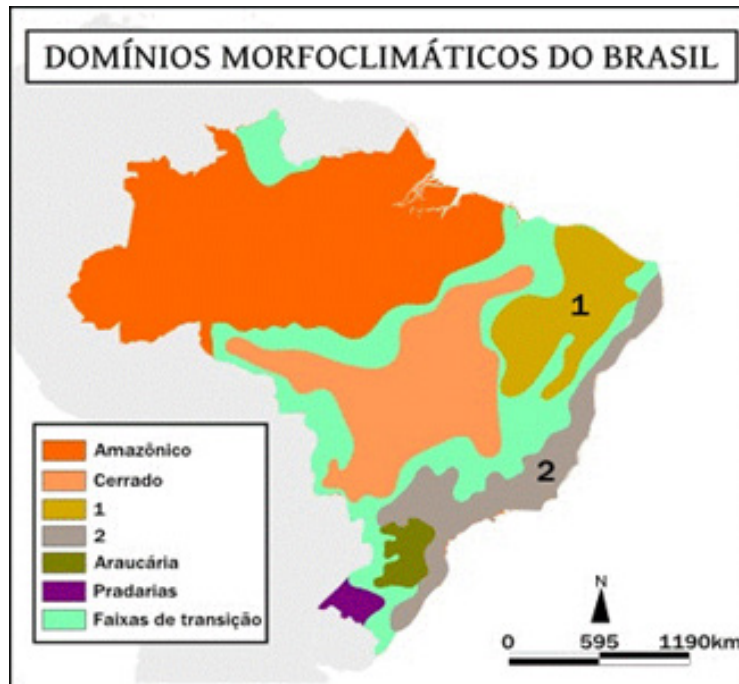 DOMÍNIOS MORFOCLIMÁTICOS DO BRASIL
1
2
Amazônico
Cerrado
1
2
Araucária
Pradarias
Faixas de transição
N
0 595 1190km